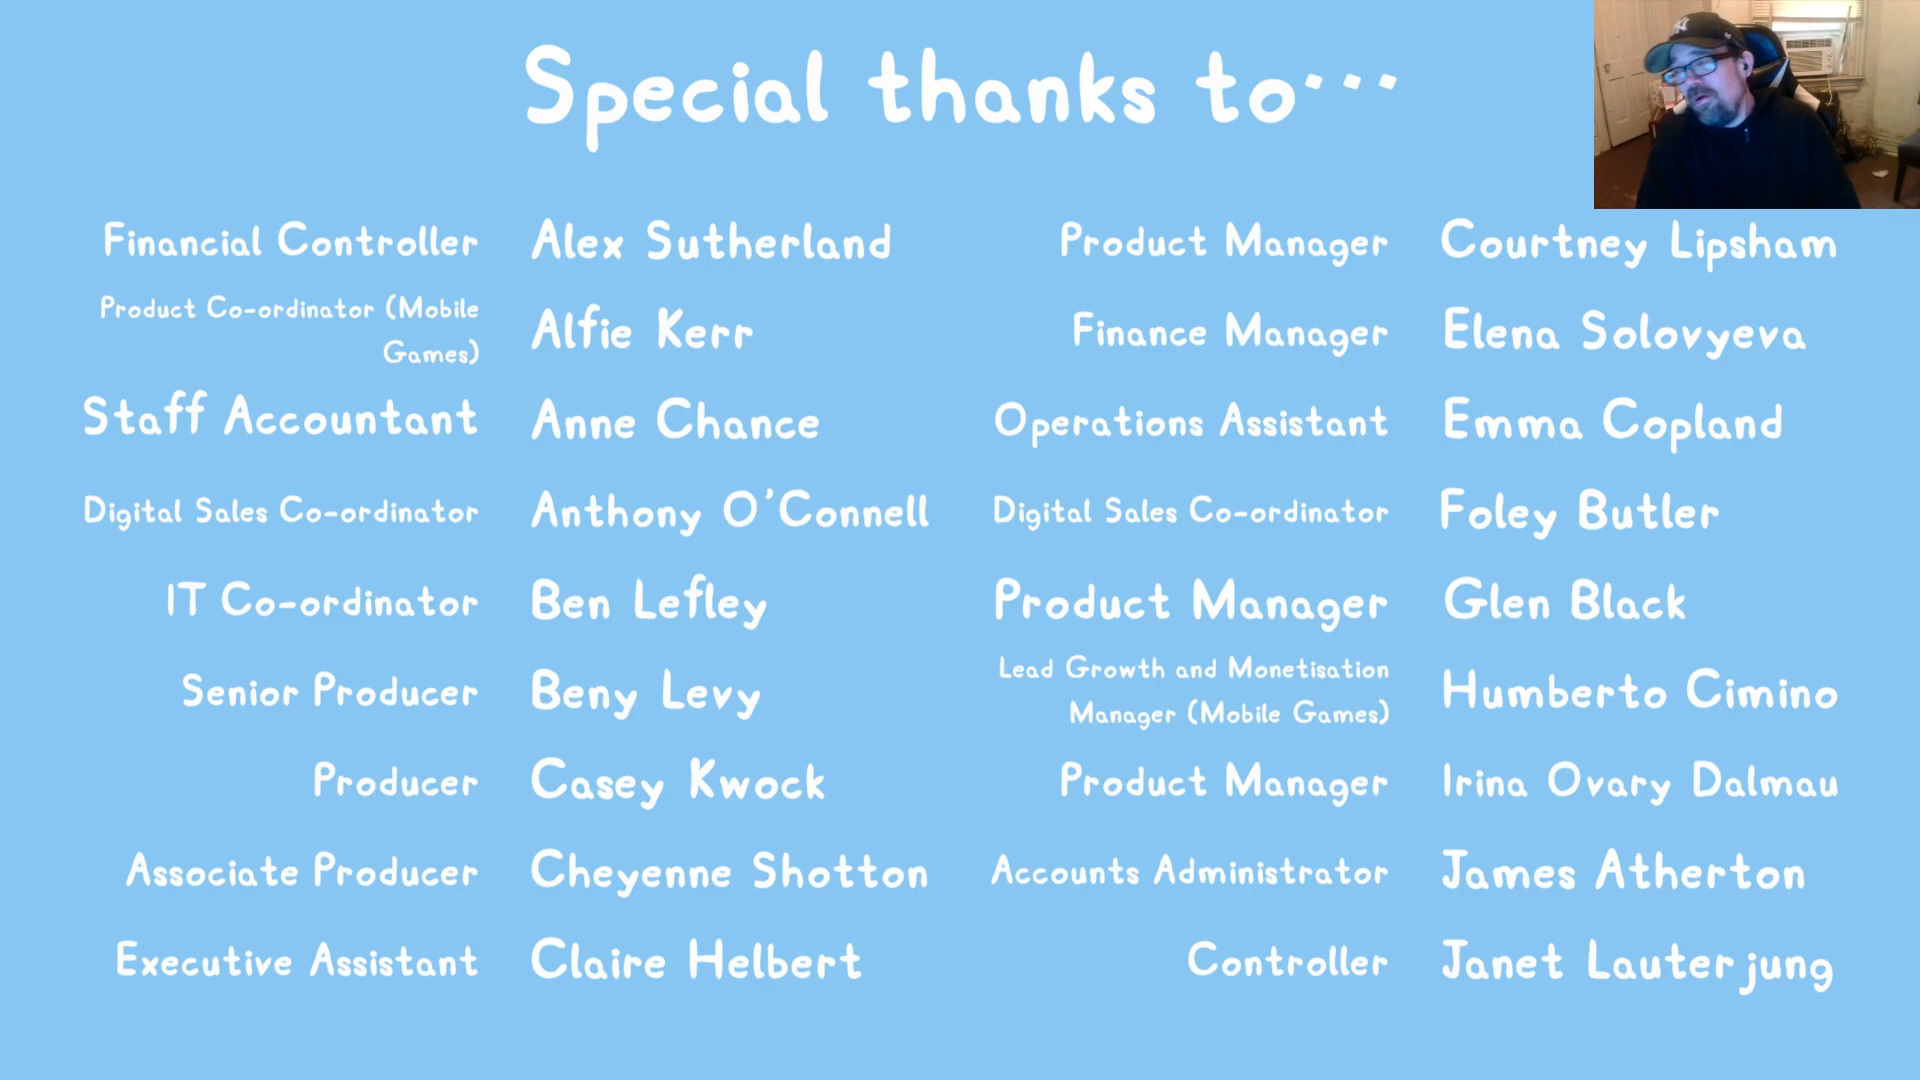 Special thanks to...
Financial Controller Alex Sutherland
Product Co-ordinator (Mobile
Games) Alfie Kerr
Staff Accountant Anne Chance
Digital Sales Co-ordinator Anthony O'Connell
IT Co-ordinator Ben Lefley
Senior Producer Beny Levy
Producer Casey Kwock
Associate Producer Cheyenne Shotton
Executive Assistant Claire Helbert
Product Manager Courtney Lipsham
Finance Manager Elena Solovyeva
Operations Assistant Emma Copland
Digital Sales Co-ordinator Foley Butler
Product Manager Glen Black
Lead Growth and Monetisation
Manager (Mobile Games) Humberto Cimino
Product Manager Irina Ovary Dalmau
Accounts Administrator James Atherton
Controller Janet Lauterjung